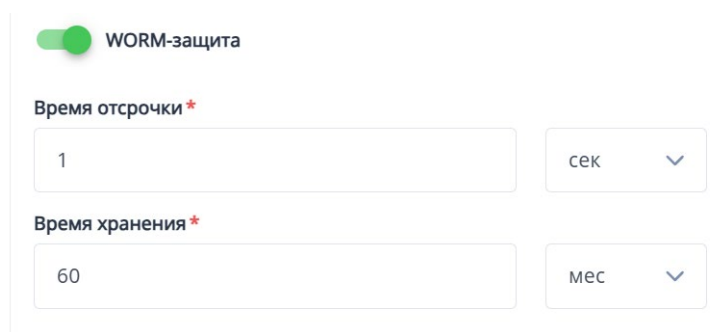 WORM-защита
Время отсрочки *
1 сек
Время хранения *
60 мес